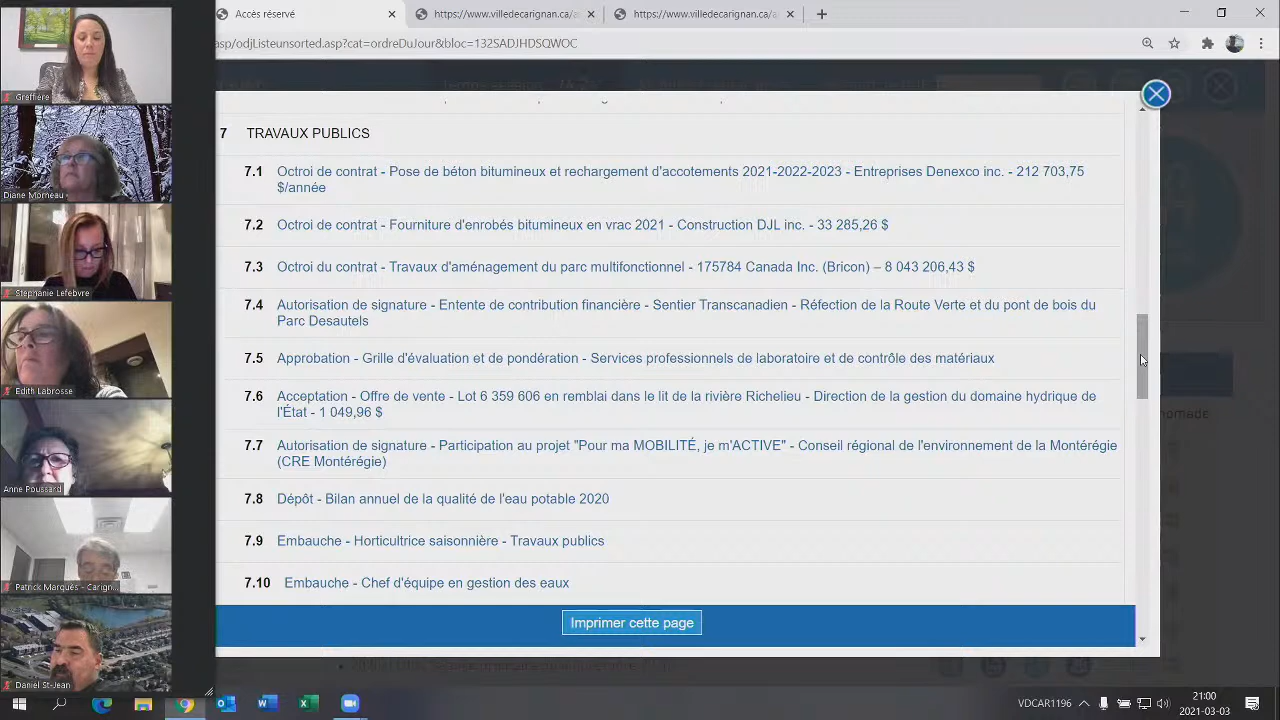 Accès réservé
https://www.villedecarignan.ca/
asp/odjListeunsorted.asp?cat=ordreDuJour&bloc=
Greffière
Diane Morneau
Stéphanie Lefebvre
Edith Labrosse
Anne Poussard
Patrick Marquès - Carign...
Daniel St-Jean
7 TRAVAUX PUBLICS
7.1 Octroi de contrat - Pose de béton bitumineux et rechargement d'accotements 2021-2022-2023 - Entreprises Denexco inc. - 212 703,75
$/année
7.2 Octroi de contrat - Fourniture d'enrobés bitumineux en vrac 2021 - Construction DJL inc. - 33 285,26 $
7.3 Octroi du contrat - Travaux d'aménagement du parc multifonctionnel - 175784 Canada Inc. (Bricon) – 8 043 206,43 $
7.4 Autorisation de signature - Entente de contribution financière - Sentier Transcanadien - Réfection de la Route Verte et du pont de bois du
Parc Desautels
7.5 Approbation - Grille d'évaluation et de pondération - Services professionnels de laboratoire et de contrôle des matériaux
7.6 Acceptation - Offre de vente - Lot 6 359 606 en remblai dans le lit de la rivière Richelieu - Direction de la gestion du domaine hydrique de
l'État - 1 049,96 $
7.7 Autorisation de signature - Participation au projet "Pour ma MOBILITÉ, je m'ACTIVE" - Conseil régional de l'environnement de la Montérégie
(CRE Montérégie)
7.8 Dépôt - Bilan annuel de la qualité de l'eau potable 2020
7.9 Embauche - Horticultrice saisonnière - Travaux publics
7.10 Embauche - Chef d'équipe en gestion des eaux
Imprimer cette page
VDCAR1196
21:00
2021-03-03